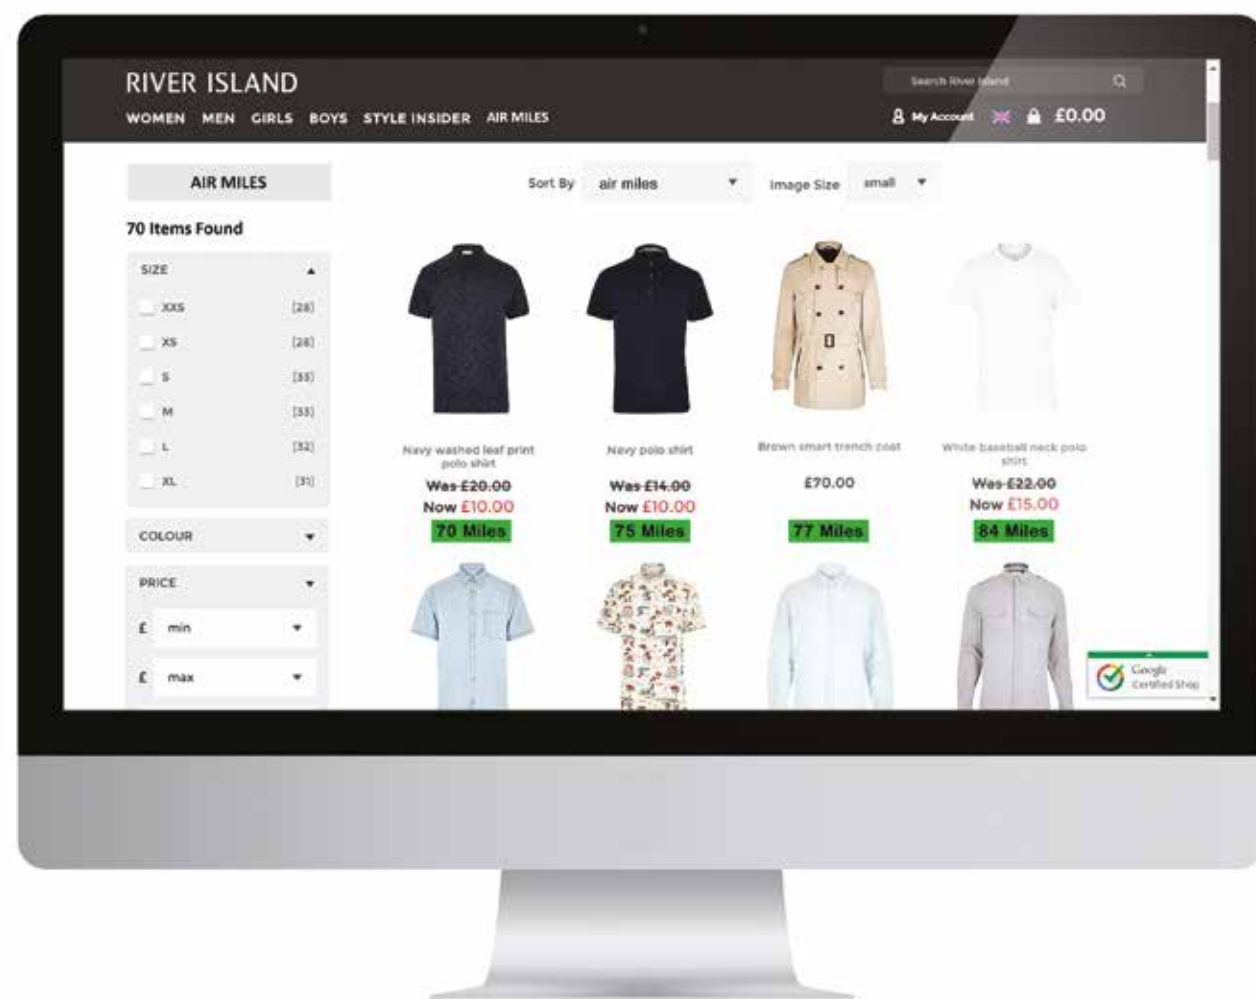 RIVER ISLAND
Search River Island
WOMEN MEN GIRLS BOYS STYLE INSIDER AIR MILES
My Account £0.00
AIR MILES
Sort By air miles Image Size small
70 Items Found
SIZE
XXS [28]
XS [28]
S [33]
M [33]
L [32]
XL [31]
COLOUR
PRICE
£ min
£ max
Navy washed leaf print
polo shirt
Was £20.00
Now £10.00
70 Miles
Navy polo shirt
Was £14.00
Now £10.00
75 Miles
Brown smart trench coat
£70.00
77 Miles
White baseball neck polo
shirt
Was £22.00
Now £15.00
84 Miles
Google
Certified Shop